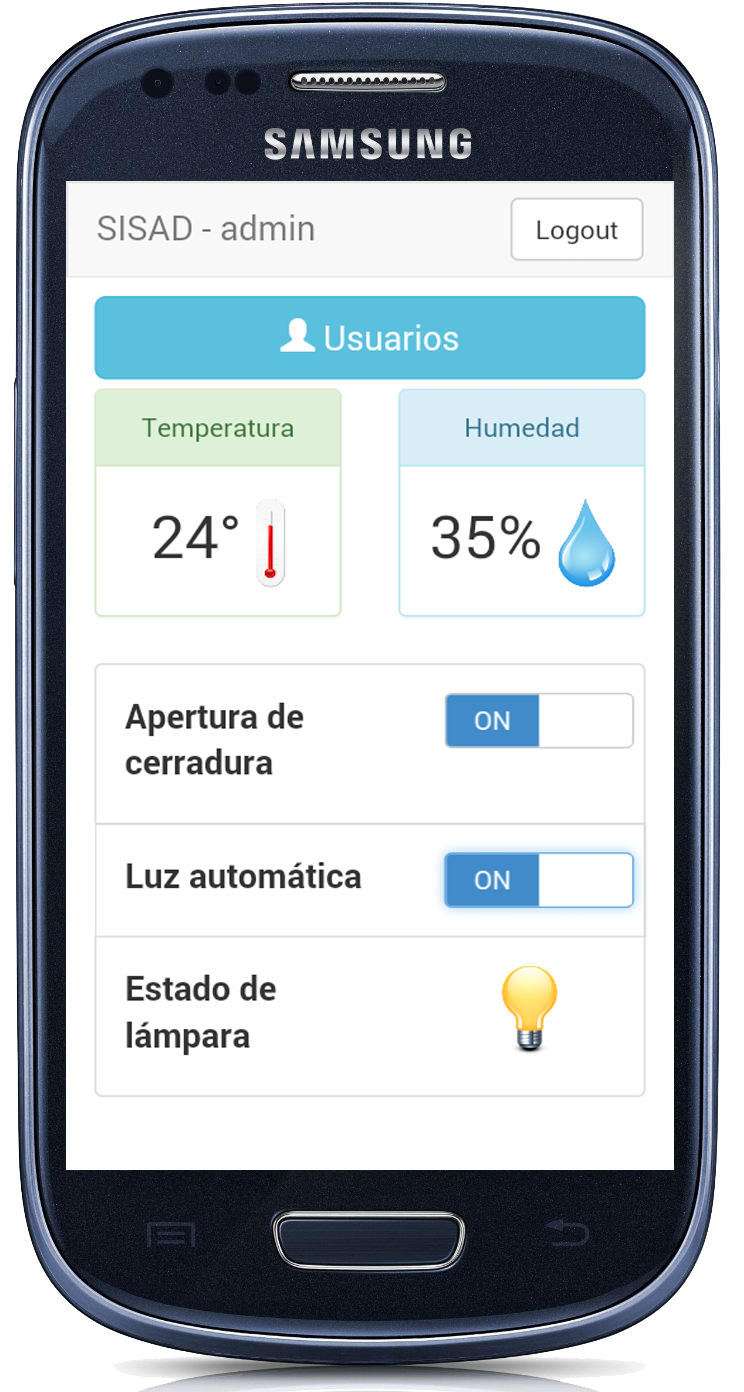 SAMSUNG
SISAD - admin
Logout
Usuarios
Temperatura
Humedad
24°
35%
Apertura de
cerradura
ON
Luz automática
ON
Estado de
lámpara